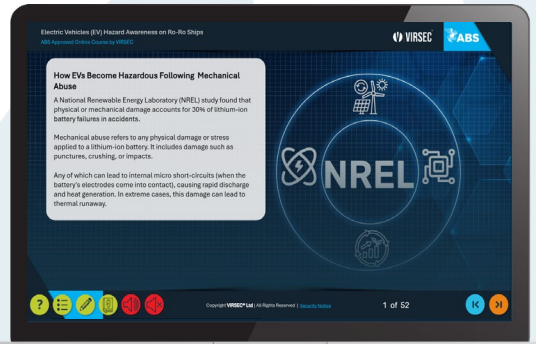 Electric Vehicles (EV) Hazard Awareness on Ro-Ro Ships
ABS Approved Online Course by VIRSEC
VIRSEC
ABS
How EVs Become Hazardous Following Mechanical
Abuse
A National Renewable Energy Laboratory (NREL) study found that
physical or mechanical damage accounts for 30% of lithium-ion
battery failures in accidents.
Mechanical abuse refers to any physical damage or stress
applied to a lithium-ion battery. It includes damage such as
punctures, crushing, or impacts.
Any of which can lead to internal micro short-circuits (when the
battery's electrodes come into contact), causing rapid discharge
and heat generation. In extreme cases, this damage can lead to
thermal runaway.
NREL
?
Copyright VIRSEC® Ltd | All Rights Reserved | Security Notice
1 of 52